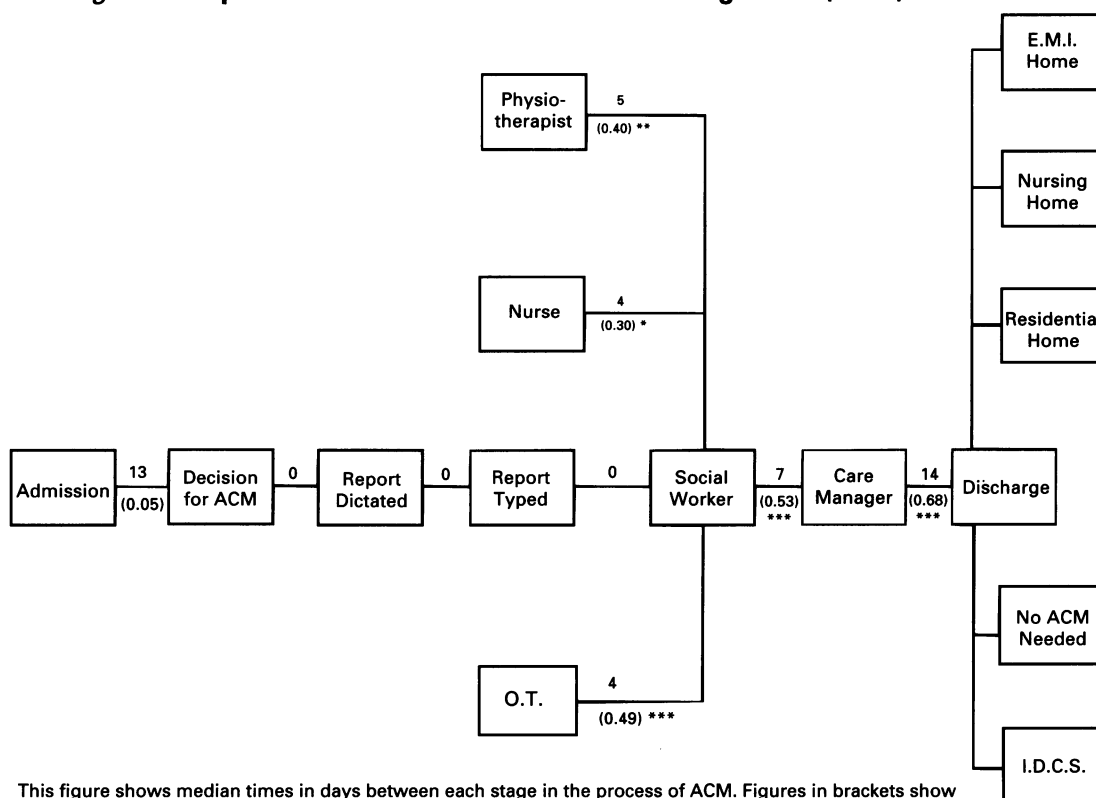 E.M.I.
Home
Physio-
therapist
5
(0.40) **
Nursing
Home
Nurse
4
(0.30) *
Residentia
Home
Admission
13
(0.05)
Decision
for ACM
0
Report
Dictated
0
Report
Typed
0
Social
Worker
7
(0.53)
***
Care
Manager
14
(0.68)
***
Discharge
No ACM
Needed
O.T.
4
(0.49) ***
I.D.C.S.
This figure shows median times in days between each stage in the process of ACM. Figures in brackets show